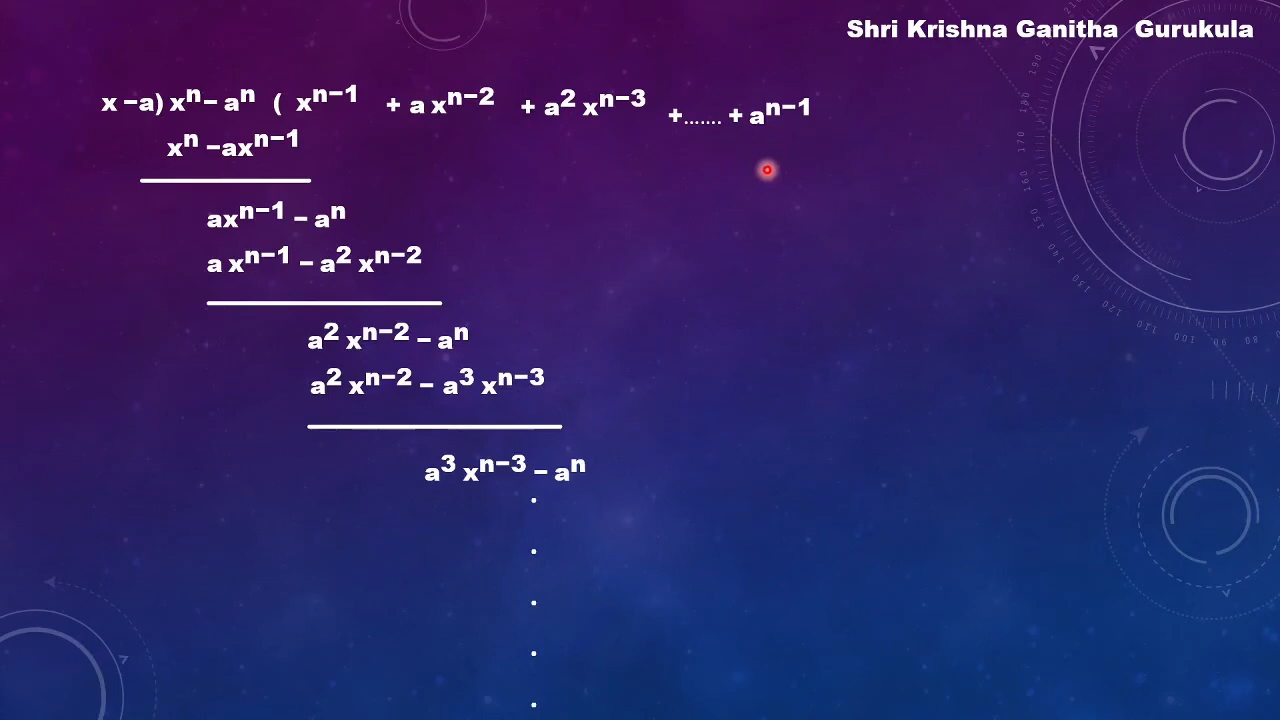 Shri Krishna Ganitha Gurukula
x –a) xⁿ– aⁿ ( xⁿ⁻¹ + a xⁿ⁻² + a² xⁿ⁻³ +....... + aⁿ⁻¹
xⁿ –axⁿ⁻¹
axⁿ⁻¹ – aⁿ
a xⁿ⁻¹ – a² xⁿ⁻²
a² xⁿ⁻² – aⁿ
a² xⁿ⁻² – a³ xⁿ⁻³
a³ xⁿ⁻³ – aⁿ
.
.
.
.
.